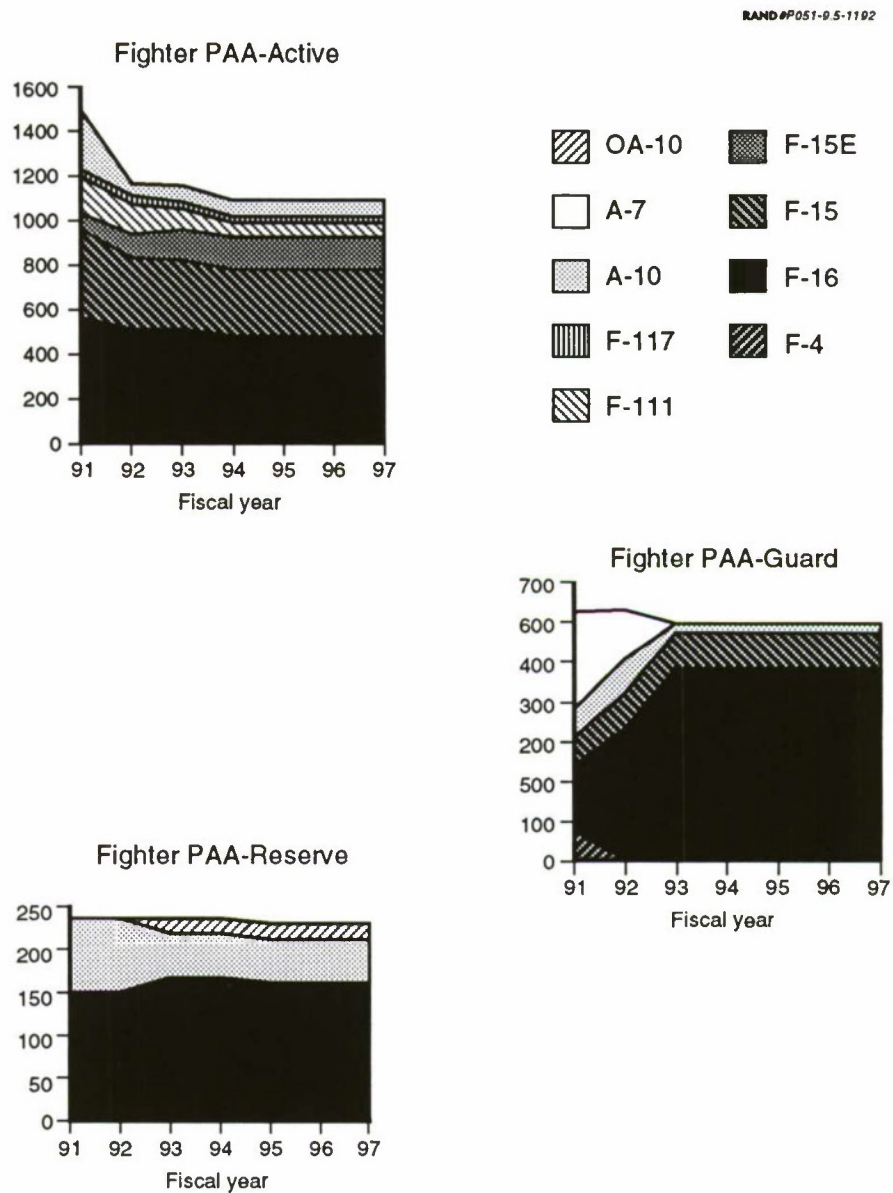 RAND#P051-9.5-1192
Fighter PAA-Active
1600
1400
1200
1000
800
600
400
200
0
91 92 93 94 95 96 97
Fiscal year
OA-10
F-15E
A-7
F-15
A-10
F-16
F-117
F-4
F-111
Fighter PAA-Guard
700
600
400
300
200
500
100
0
91 92 93 94 95 96 97
Fiscal year
Fighter PAA-Reserve
250
200
150
100
50
0
91 92 93 94 95 96 97
Fiscal year